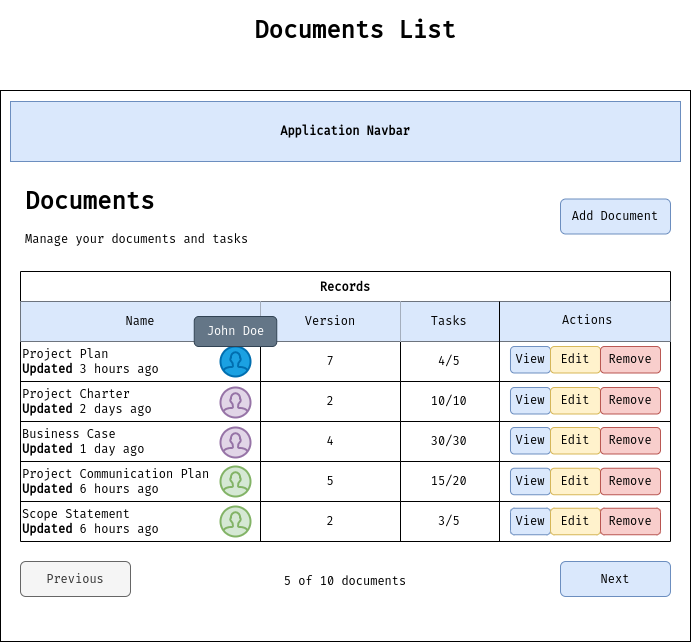 Documents List
Application Navbar
Documents
Add Document
Manage your documents and tasks
Records
Name Version Tasks Actions
John Doe
Project Plan
Updated 3 hours ago 7 4/5 View Edit Remove
Project Charter
Updated 2 days ago 2 10/10 View Edit Remove
Business Case
Updated 1 day ago 4 30/30 View Edit Remove
Project Communication Plan
Updated 6 hours ago 5 15/20 View Edit Remove
Scope Statement
Updated 6 hours ago 2 3/5 View Edit Remove
Previous 5 of 10 documents Next